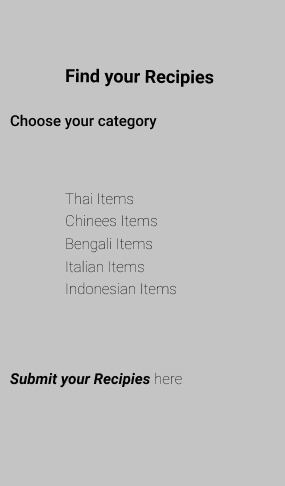 Find your Recipies
Choose your category
Thai Items
Chinees Items
Bengali Items
Italian Items
Indonesian Items
Submit your Recipies here